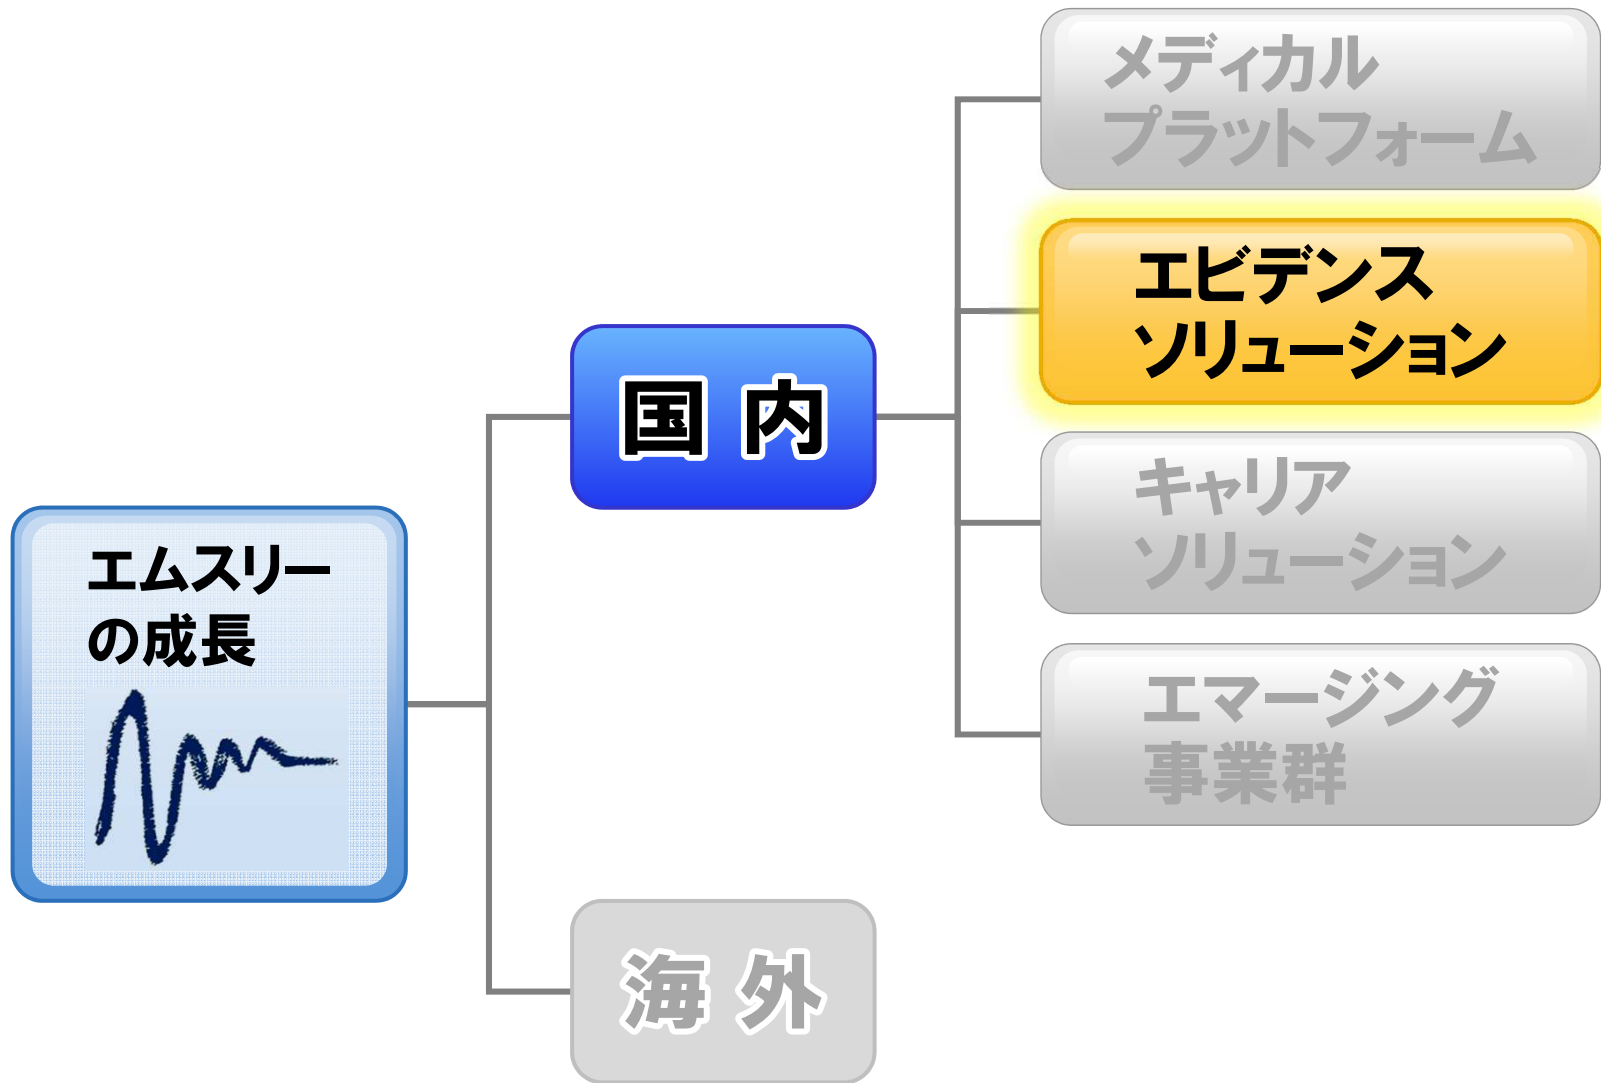 メディカル
プラットフォーム
エビデンス
ソリューション
国内
キャリア
ソリューション
エムスリー
の成長
エマージング
事業群
海外